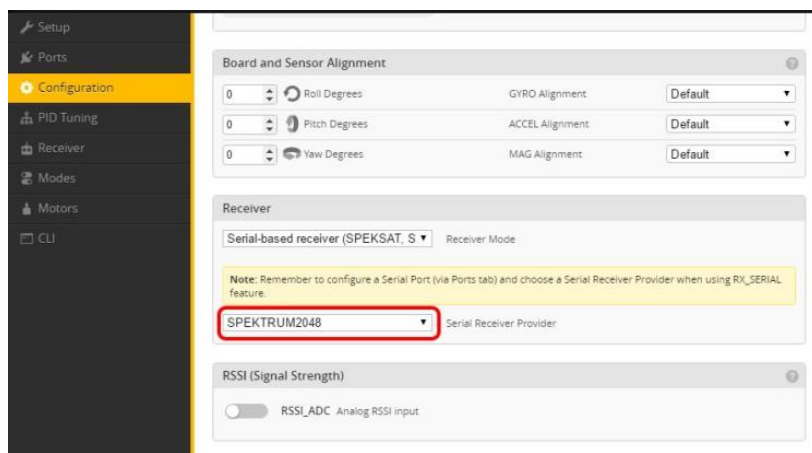 Setup
Ports
Configuration
PID Tuning
Receiver
Modes
Motors
CLI
Board and Sensor Alignment
0 Roll Degrees GYRO Alignment Default
0 Pitch Degrees ACCEL Alignment Default
0 Yaw Degrees MAG Alignment Default
Receiver
Serial-based receiver (SPEKSAT, S Receiver Mode
Note: Remember to configure a Serial Port (via Ports tab) and choose a Serial Receiver Provider when using RX_SERIAL
feature.
SPEKTRUM2048 Serial Receiver Provider
RSSI (Signal Strength)
RSSI_ADC Analog RSSI input